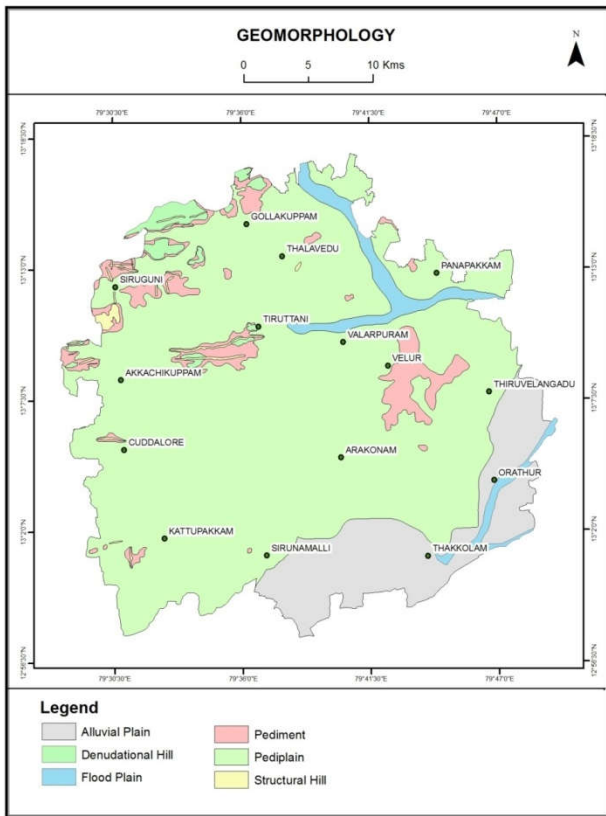 GEOMORPHOLOGY
N
0 5 10 Kms
79°30'30"E 79°36'0"E 79°41'30"E 79°47'0"E
GOLLAKUPPAM
THALAVEDU
PANAPAKKAM
SIRUGUNI
TIRUTTANI
VALARPURAM
VELUR
AKKACHIKUPPAM
THIRUVELANGADU
CUDDALORE
ARAKONAM
ORATHUR
KATTUPAKKAM
SIRUNAMALLI
THAKKOLAM
79°30'30"E 79°36'0"E 79°41'30"E 79°47'0"E
Legend
Alluvial Plain
Denudational Hill
Flood Plain
Pediment
Pediplain
Structural Hill